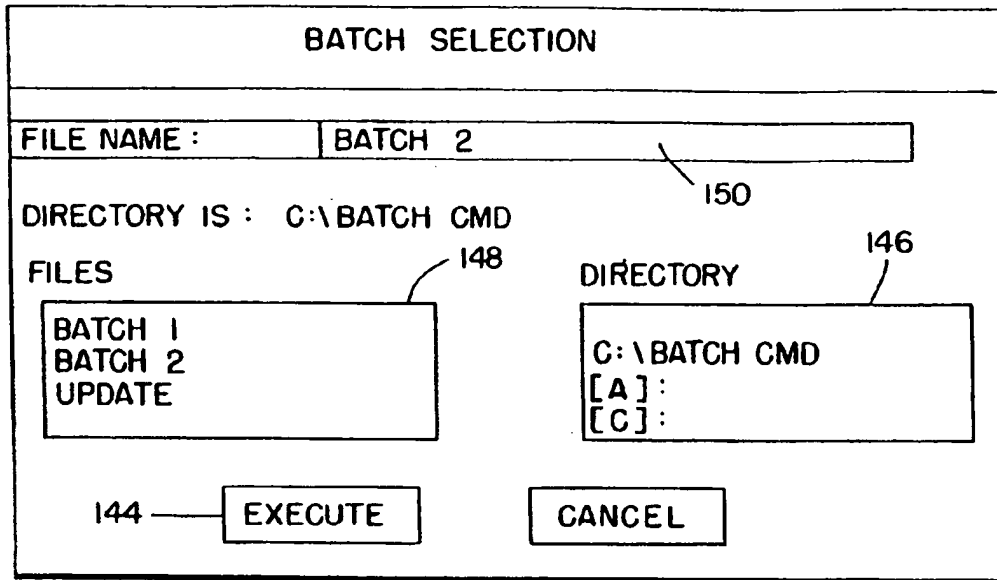 BATCH SELECTION
FILE NAME : BATCH 2
150
DIRECTORY IS : C:\BATCH CMD
FILES 148
BATCH 1
BATCH 2
UPDATE
DIRECTORY 146
C:\BATCH CMD
[A]:
[C]:
144 EXECUTE CANCEL